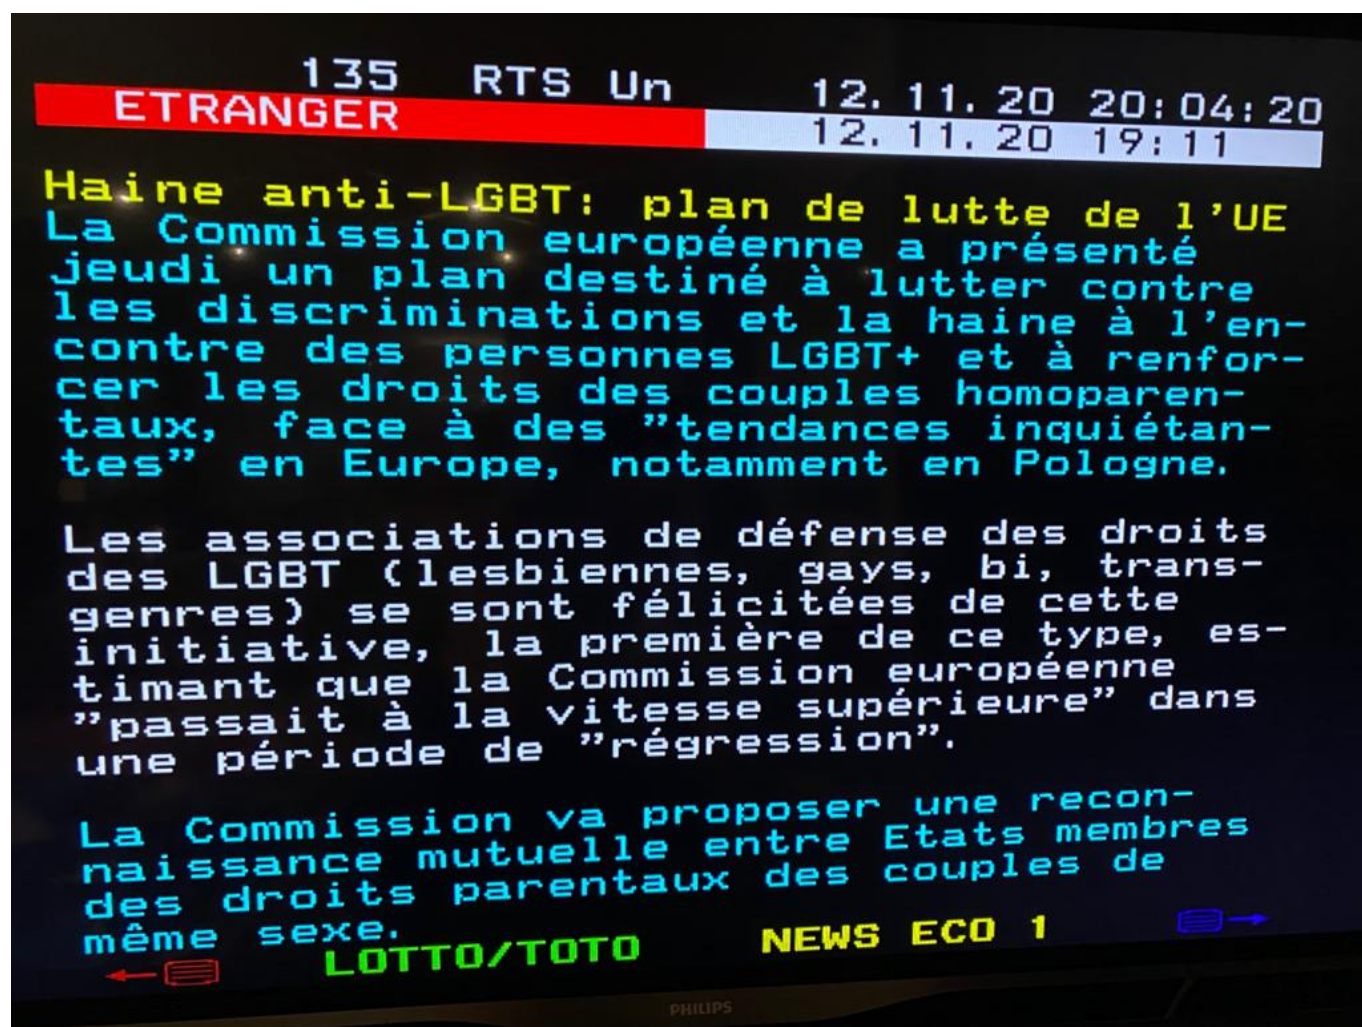 135 RTS Un 12.11.20 20:04:20
ETRANGER 12.11.20 19:11
Haine anti-LGBT: plan de lutte de l'UE
La Commission européenne a présenté
jeudi un plan destiné à lutter contre
les discriminations et la haine à l'en-
contre des personnes LGBT+ et à renfor-
cer les droits des couples homoparen-
taux, face à des "tendances inquiétan-
tes" en Europe, notamment en Pologne.
Les associations de défense des droits
des LGBT (lesbiennes, gays, bi, trans-
genres) se sont félicitées de cette
initiative, la première de ce type, es-
timant que la Commission européenne
"passait à la vitesse supérieure" dans
une période de "régression".
La Commission va proposer une recon-
naissance mutuelle entre Etats membres
des droits parentaux des couples de
même sexe.
LOTTO/TOTO NEWS ECO 1
PHILIPS